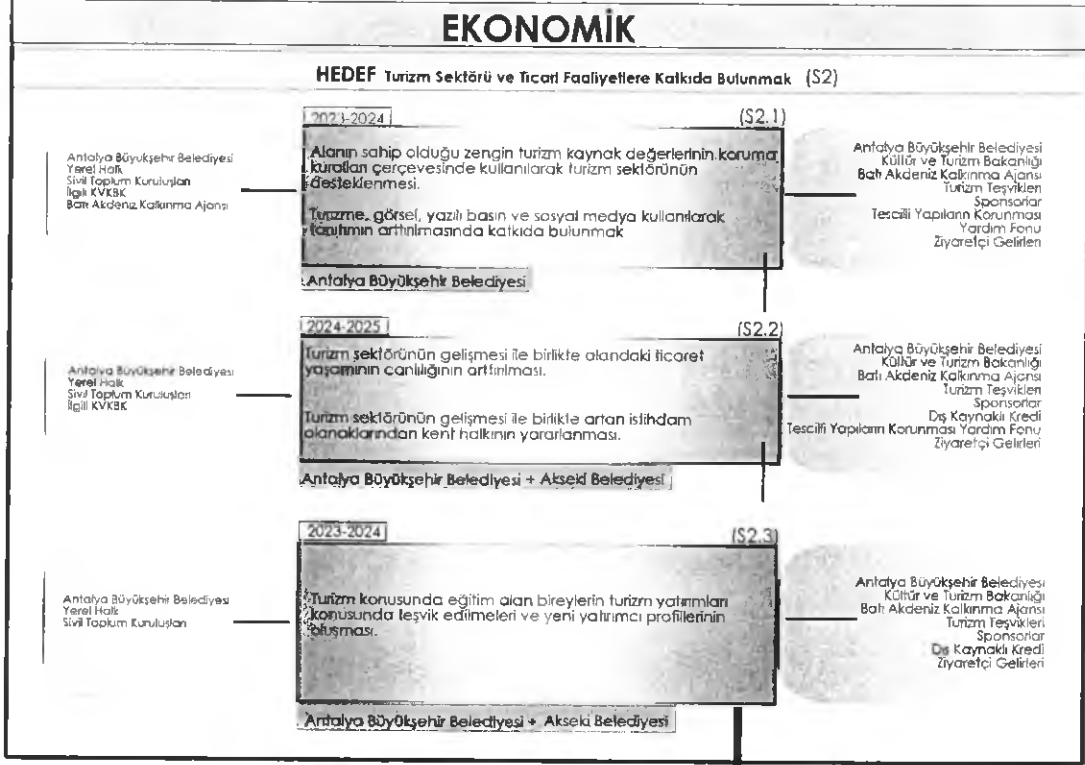 EKONOMİK
HEDEF Turizm Sektörü ve Ticari Faaliyetlere Katkıda Bulunmak (S2)
2023-2024
(S2.1)
Antalya Büyükşehir Belediyesi
Yerel Halk
Sivil Toplum Kuruluşları
İlgili KVKBK
Batı Akdeniz Kalkınma Ajansı
Alanın sahip olduğu zengin turizm kaynak değerlerinin koruma
kuralları çerçevesinde kullanılarak turizm sektörünün
desteklenmesi.
Turizme, görsel, yazılı basın ve sosyal medya kullanılarak
tanıtımın arttırılmasında katkıda bulunmak
Antalya Büyükşehir Belediyesi
Antalya Büyükşehir Belediyesi
Kültür ve Turizm Bakanlığı
Batı Akdeniz Kalkınma Ajansı
Turizm Teşvikleri
Sponsorlar
Tescilli Yapıların Korunması
Yardım Fonu
Ziyaretçi Gelirleri
2024-2025
(S2.2)
Antalya Büyükşehir Belediyesi
Yerel Halk
Sivil Toplum Kuruluşları
İlgili KVKBK
Turizm sektörünün gelişmesi ile birlikte alandaki ticaret
yaşamının canlılığının arttırılması.
Turizm sektörünün gelişmesi ile birlikte artan istihdam
olanaklarından kent halkının yararlanması.
Antalya Büyükşehir Belediyesi + Akseki Belediyesi
Antalya Büyükşehir Belediyesi
Kültür ve Turizm Bakanlığı
Batı Akdeniz Kalkınma Ajansı
Turizm Teşvikleri
Sponsorlar
Dış Kaynaklı Kredi
Tescilli Yapıların Korunması Yardım Fonu
Ziyaretçi Gelirleri
2023-2024
(S2.3)
Antalya Büyükşehir Belediyesi
Yerel Halk
Sivil Toplum Kuruluşları
Turizm konusunda eğitim alan bireylerin turizm yatırımları
konusunda teşvik edilmeleri ve yeni yatırımcı profillerinin
oluşması.
Antalya Büyükşehir Belediyesi + Akseki Belediyesi
Antalya Büyükşehir Belediyesi
Kültür ve Turizm Bakanlığı
Batı Akdeniz Kalkınma Ajansı
Turizm Teşvikleri
Sponsorlar
Dış Kaynaklı Kredi
Ziyaretçi Gelirleri